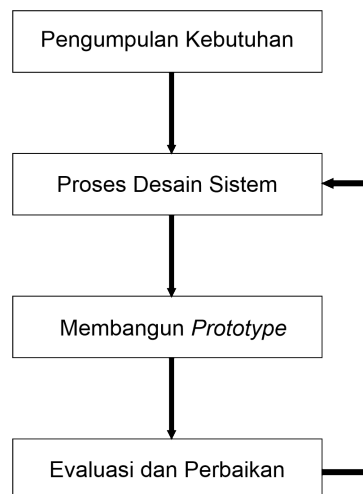 Pengumpulan Kebutuhan
Proses Desain Sistem
Membangun Prototype
Evaluasi dan Perbaikan